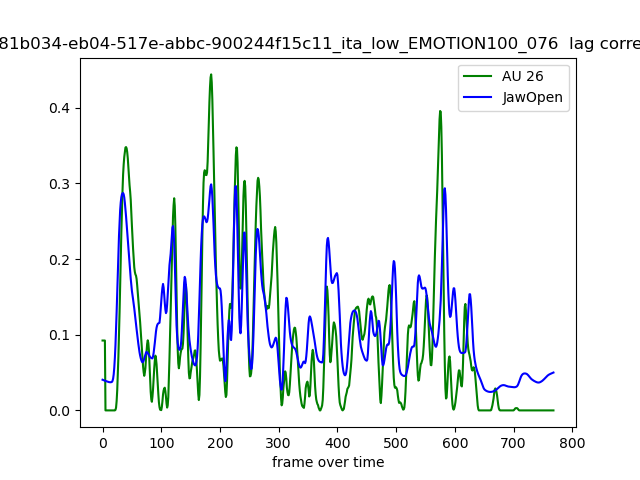 81b034-eb04-517e-abbc-900244f15c11_ita_low_EMOTION100_076  lag corre
AU 26
JawOpen
0.4
0.3
0.2
0.1
0.0
0 100 200 300 400 500 600 700 800
frame over time